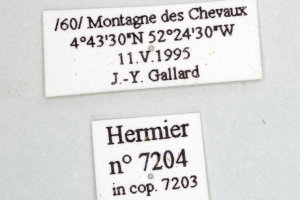 /60/ Montagne des Chevaux
4°43'30"N 52°24'30"W
11.V.1995
J.-Y. Gallard
Hermier
n° 7204
in cop. 7203